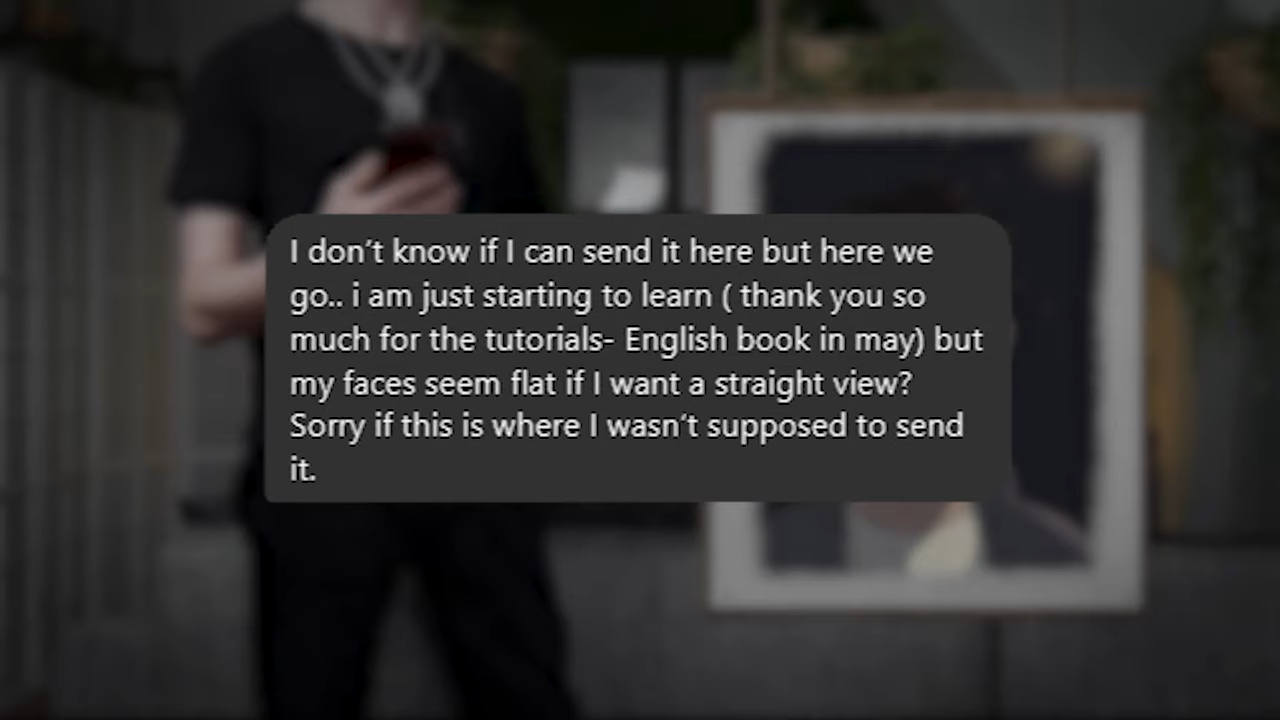 I don’t know if I can send it here but here we
go.. i am just starting to learn ( thank you so
much for the tutorials- English book in may) but
my faces seem flat if I want a straight view?
Sorry if this is where I wasn’t supposed to send
it.